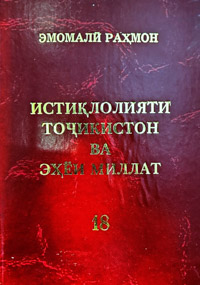 ЭМОМАЛӢ РАҲМОН
ИСТИҚЛОЛИЯТИ
ТОҶИКИСТОН
ВА
ЭҲЁИ МИЛЛАТ
18